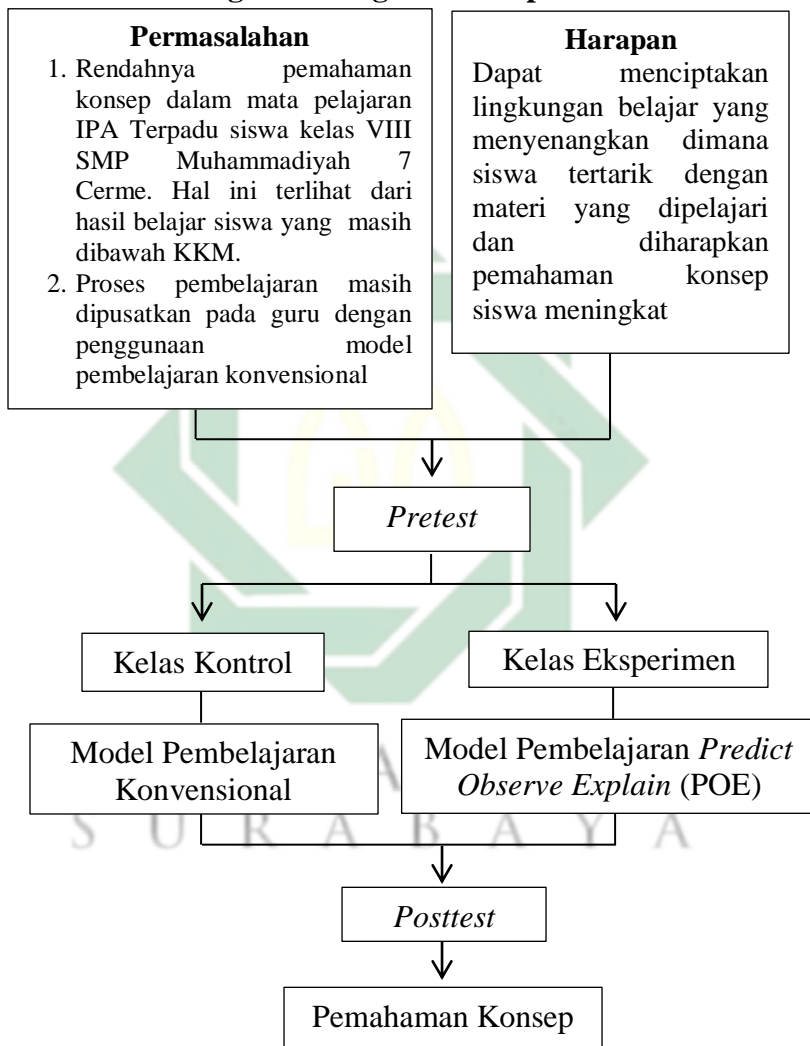 Permasalahan
1. Rendahnya pemahaman
konsep dalam mata pelajaran
IPA Terpadu siswa kelas VIII
SMP Muhammadiyah 7
Cerme. Hal ini terlihat dari
hasil belajar siswa yang masih
dibawah KKM.
2. Proses pembelajaran masih
dipusatkan pada guru dengan
penggunaan model
pembelajaran konvensional
Harapan
Dapat menciptakan
lingkungan belajar yang
menyenangkan dimana
siswa tertarik dengan
materi yang dipelajari
dan diharapkan
pemahaman konsep
siswa meningkat
Pretest
Kelas Kontrol
Kelas Eksperimen
Model Pembelajaran
Konvensional
Model Pembelajaran Predict
Observe Explain (POE)
SURABAYA
Posttest
Pemahaman Konsep